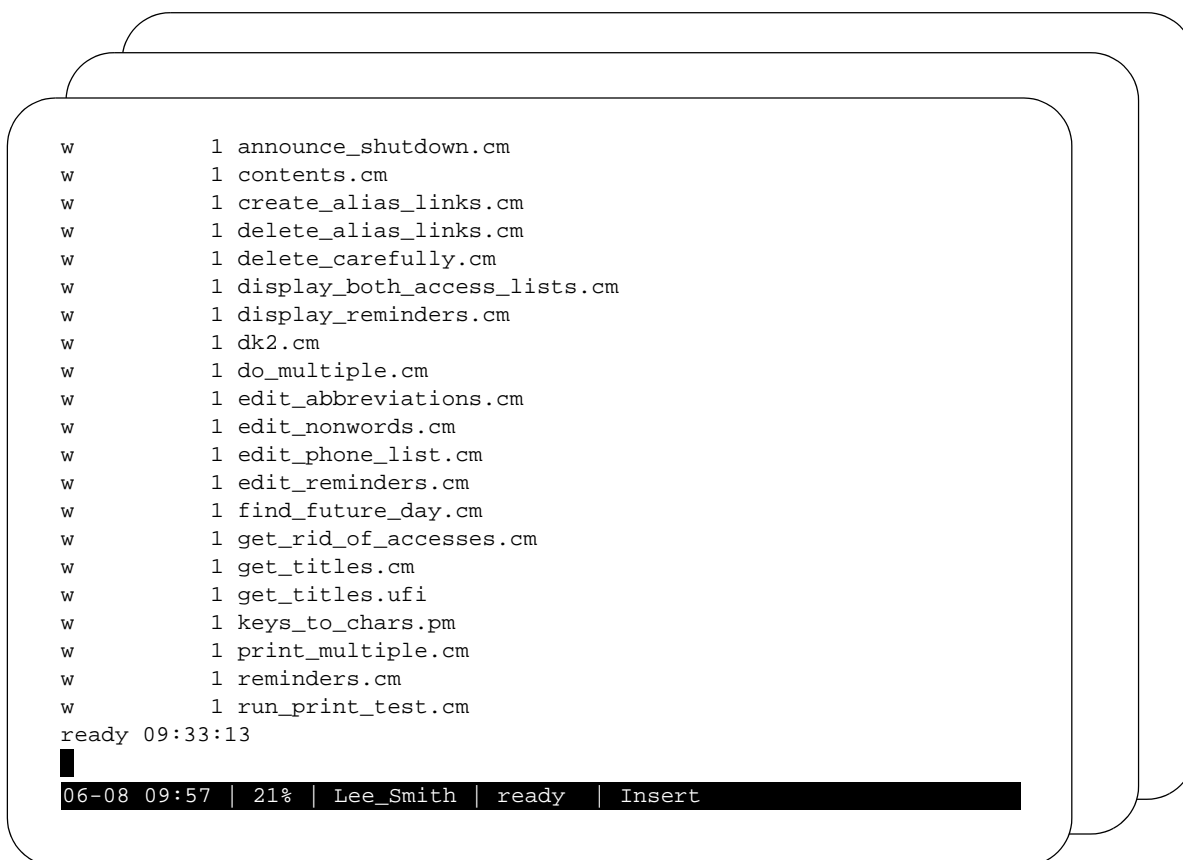 w 1 announce_shutdown.cm
w 1 contents.cm
w 1 create_alias_links.cm
w 1 delete_alias_links.cm
w 1 delete_carefully.cm
w 1 display_both_access_lists.cm
w 1 display_reminders.cm
w 1 dk2.cm
w 1 do_multiple.cm
w 1 edit_abbreviations.cm
w 1 edit_nonwords.cm
w 1 edit_phone_list.cm
w 1 edit_reminders.cm
w 1 find_future_day.cm
w 1 get_rid_of_accesses.cm
w 1 get_titles.cm
w 1 get_titles.ufi
w 1 keys_to_chars.pm
w 1 print_multiple.cm
w 1 reminders.cm
w 1 run_print_test.cm
ready 09:33:13
06-08 09:57 | 21% | Lee_Smith | ready | Insert